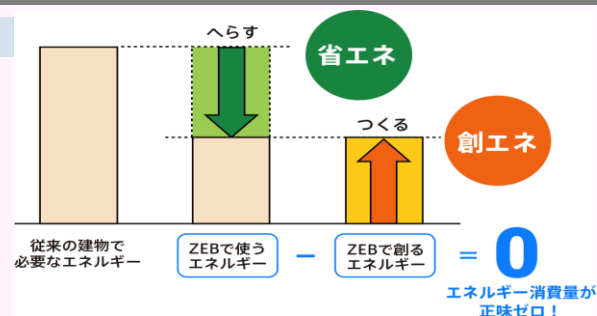 へらす
省エネ
つくる
創エネ
従来の建物で
必要なエネルギー
ZEBで使う
エネルギー
−
ZEBで創る
エネルギー
= 0
エネルギー消費量が
正味ゼロ！